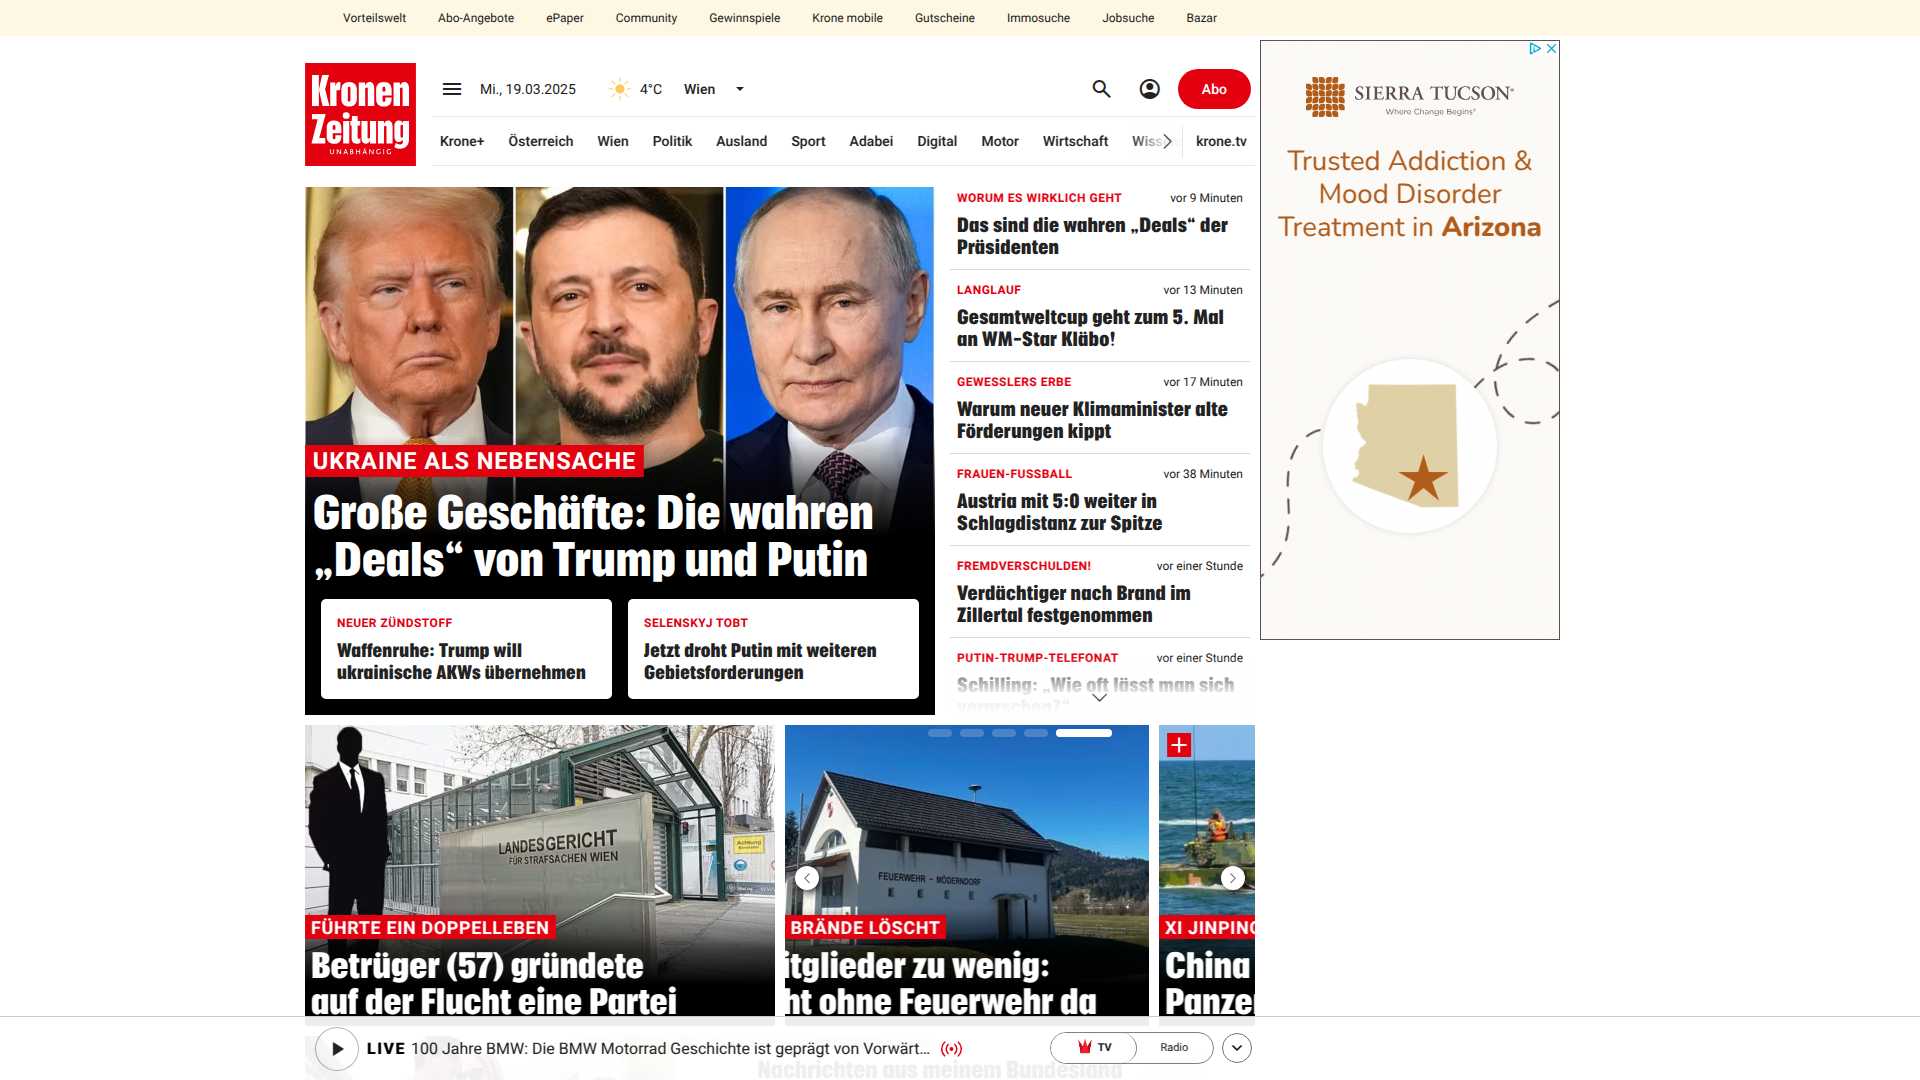 Vorteilswelt Abo-Angebote ePaper Community Gewinnspiele Krone mobile Gutscheine Immosuche Jobsuche Bazar
Kronen
Zeitung
UNABHÄNGIG
Mi., 19.03.2025 4°C Wien Abo
Krone+ Österreich Wien Politik Ausland Sport Adabei Digital Motor Wirtschaft Wiss krone.tv
UKRAINE ALS NEBENSACHE
Große Geschäfte: Die wahren
„Deals“ von Trump und Putin
NEUER ZÜNDSTOFF
Waffenruhe: Trump will
ukrainische AKWs übernehmen
SELENSKYJ TOBT
Jetzt droht Putin mit weiteren
Gebietsforderungen
WORUM ES WIRKLICH GEHT vor 9 Minuten
Das sind die wahren „Deals“ der
Präsidenten
LANGLAUF vor 13 Minuten
Gesamtweltcup geht zum 5. Mal
an WM-Star Kläbo!
GEWESSLERS ERBE vor 17 Minuten
Warum neuer Klimaminister alte
Förderungen kippt
FRAUEN-FUSSBALL vor 38 Minuten
Austria mit 5:0 weiter in
Schlagdistanz zur Spitze
FREMDVERSCHULDEN! vor einer Stunde
Verdächtiger nach Brand im
Zillertal festgenommen
PUTIN-TRUMP-TELEFONAT vor einer Stunde
Schilling: „Wie oft lässt man sich
SIERRA TUCSON®
Where Change Begins®
Trusted Addiction &
Mood Disorder
Treatment in Arizona
LANDESGERICHT
FÜR STRAFSACHEN WIEN
Achtung
FÜHRTE EIN DOPPELLEBEN
Betrüger (57) gründete
auf der Flucht eine Partei
FEUERWEHR - MÖDERNDORF
BRÄNDE LÖSCHT
itglieder zu wenig:
ht ohne Feuerwehr da
XI JINPING
China
Panze
LIVE 100 Jahre BMW: Die BMW Motorrad Geschichte ist geprägt von Vorwärt... TV Radio
Nachrichten aus meinem Bundesland